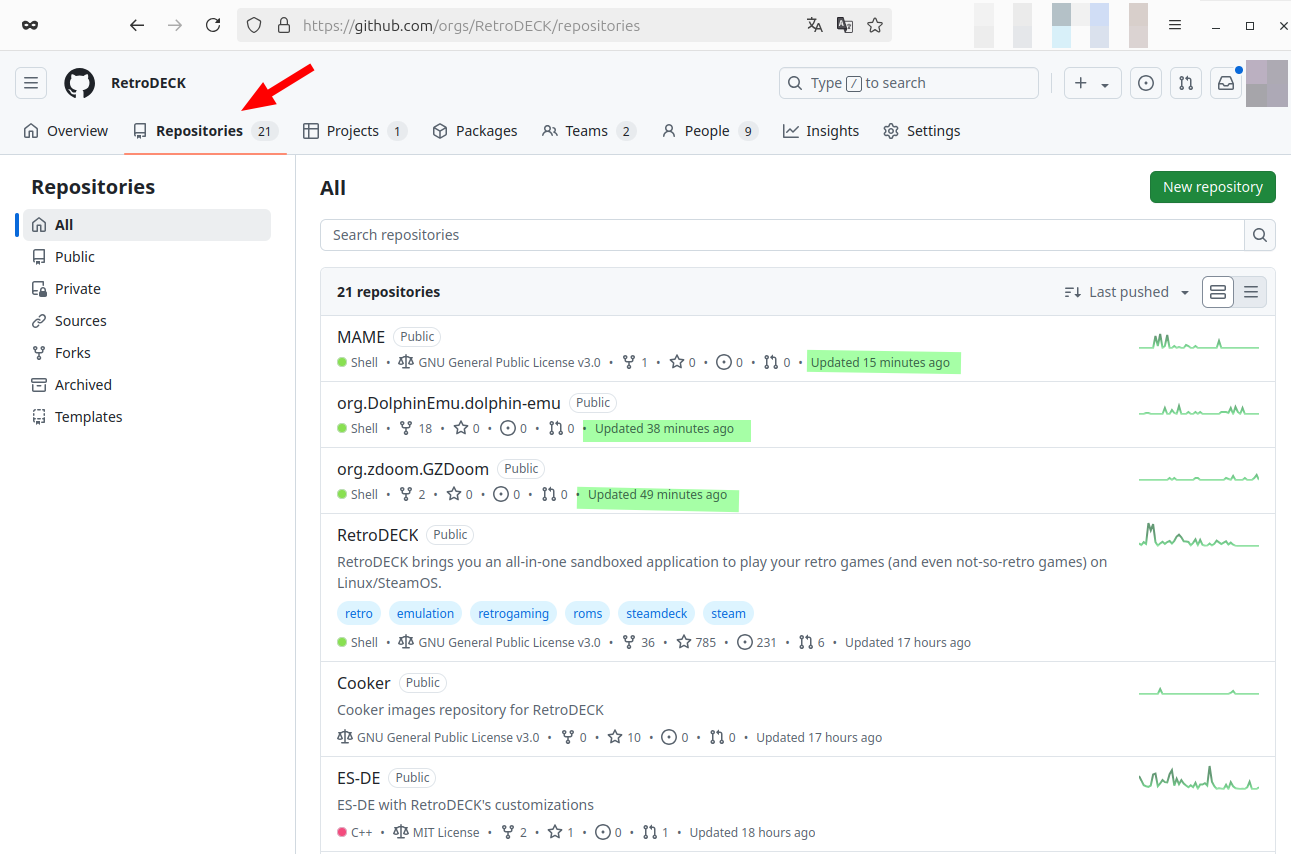 https://github.com/orgs/RetroDECK/repositories
RetroDECK
Type / to search
Overview
Repositories 21
Projects 1
Packages
Teams 2
People 9
Insights
Settings
Repositories
All
Public
Private
Sources
Forks
Archived
Templates
All
New repository
Search repositories
21 repositories
Last pushed
MAME Public
Shell • GNU General Public License v3.0 • 1 • 0 • 0 • 0 • Updated 15 minutes ago
org.DolphinEmu.dolphin-emu Public
Shell • 18 • 0 • 0 • 0 • Updated 38 minutes ago
org.zdoom.GZDoom Public
Shell • 2 • 0 • 0 • 0 • Updated 49 minutes ago
RetroDECK Public
RetroDECK brings you an all-in-one sandboxed application to play your retro games (and even not-so-retro games) on
Linux/SteamOS.
retro emulation retrogaming roms steamdeck steam
Shell • GNU General Public License v3.0 • 36 • 785 • 231 • 6 • Updated 17 hours ago
Cooker Public
Cooker images repository for RetroDECK
GNU General Public License v3.0 • 0 • 10 • 0 • 0 • Updated 17 hours ago
ES-DE Public
ES-DE with RetroDECK's customizations
C++ • MIT License • 2 • 1 • 0 • 1 • Updated 18 hours ago